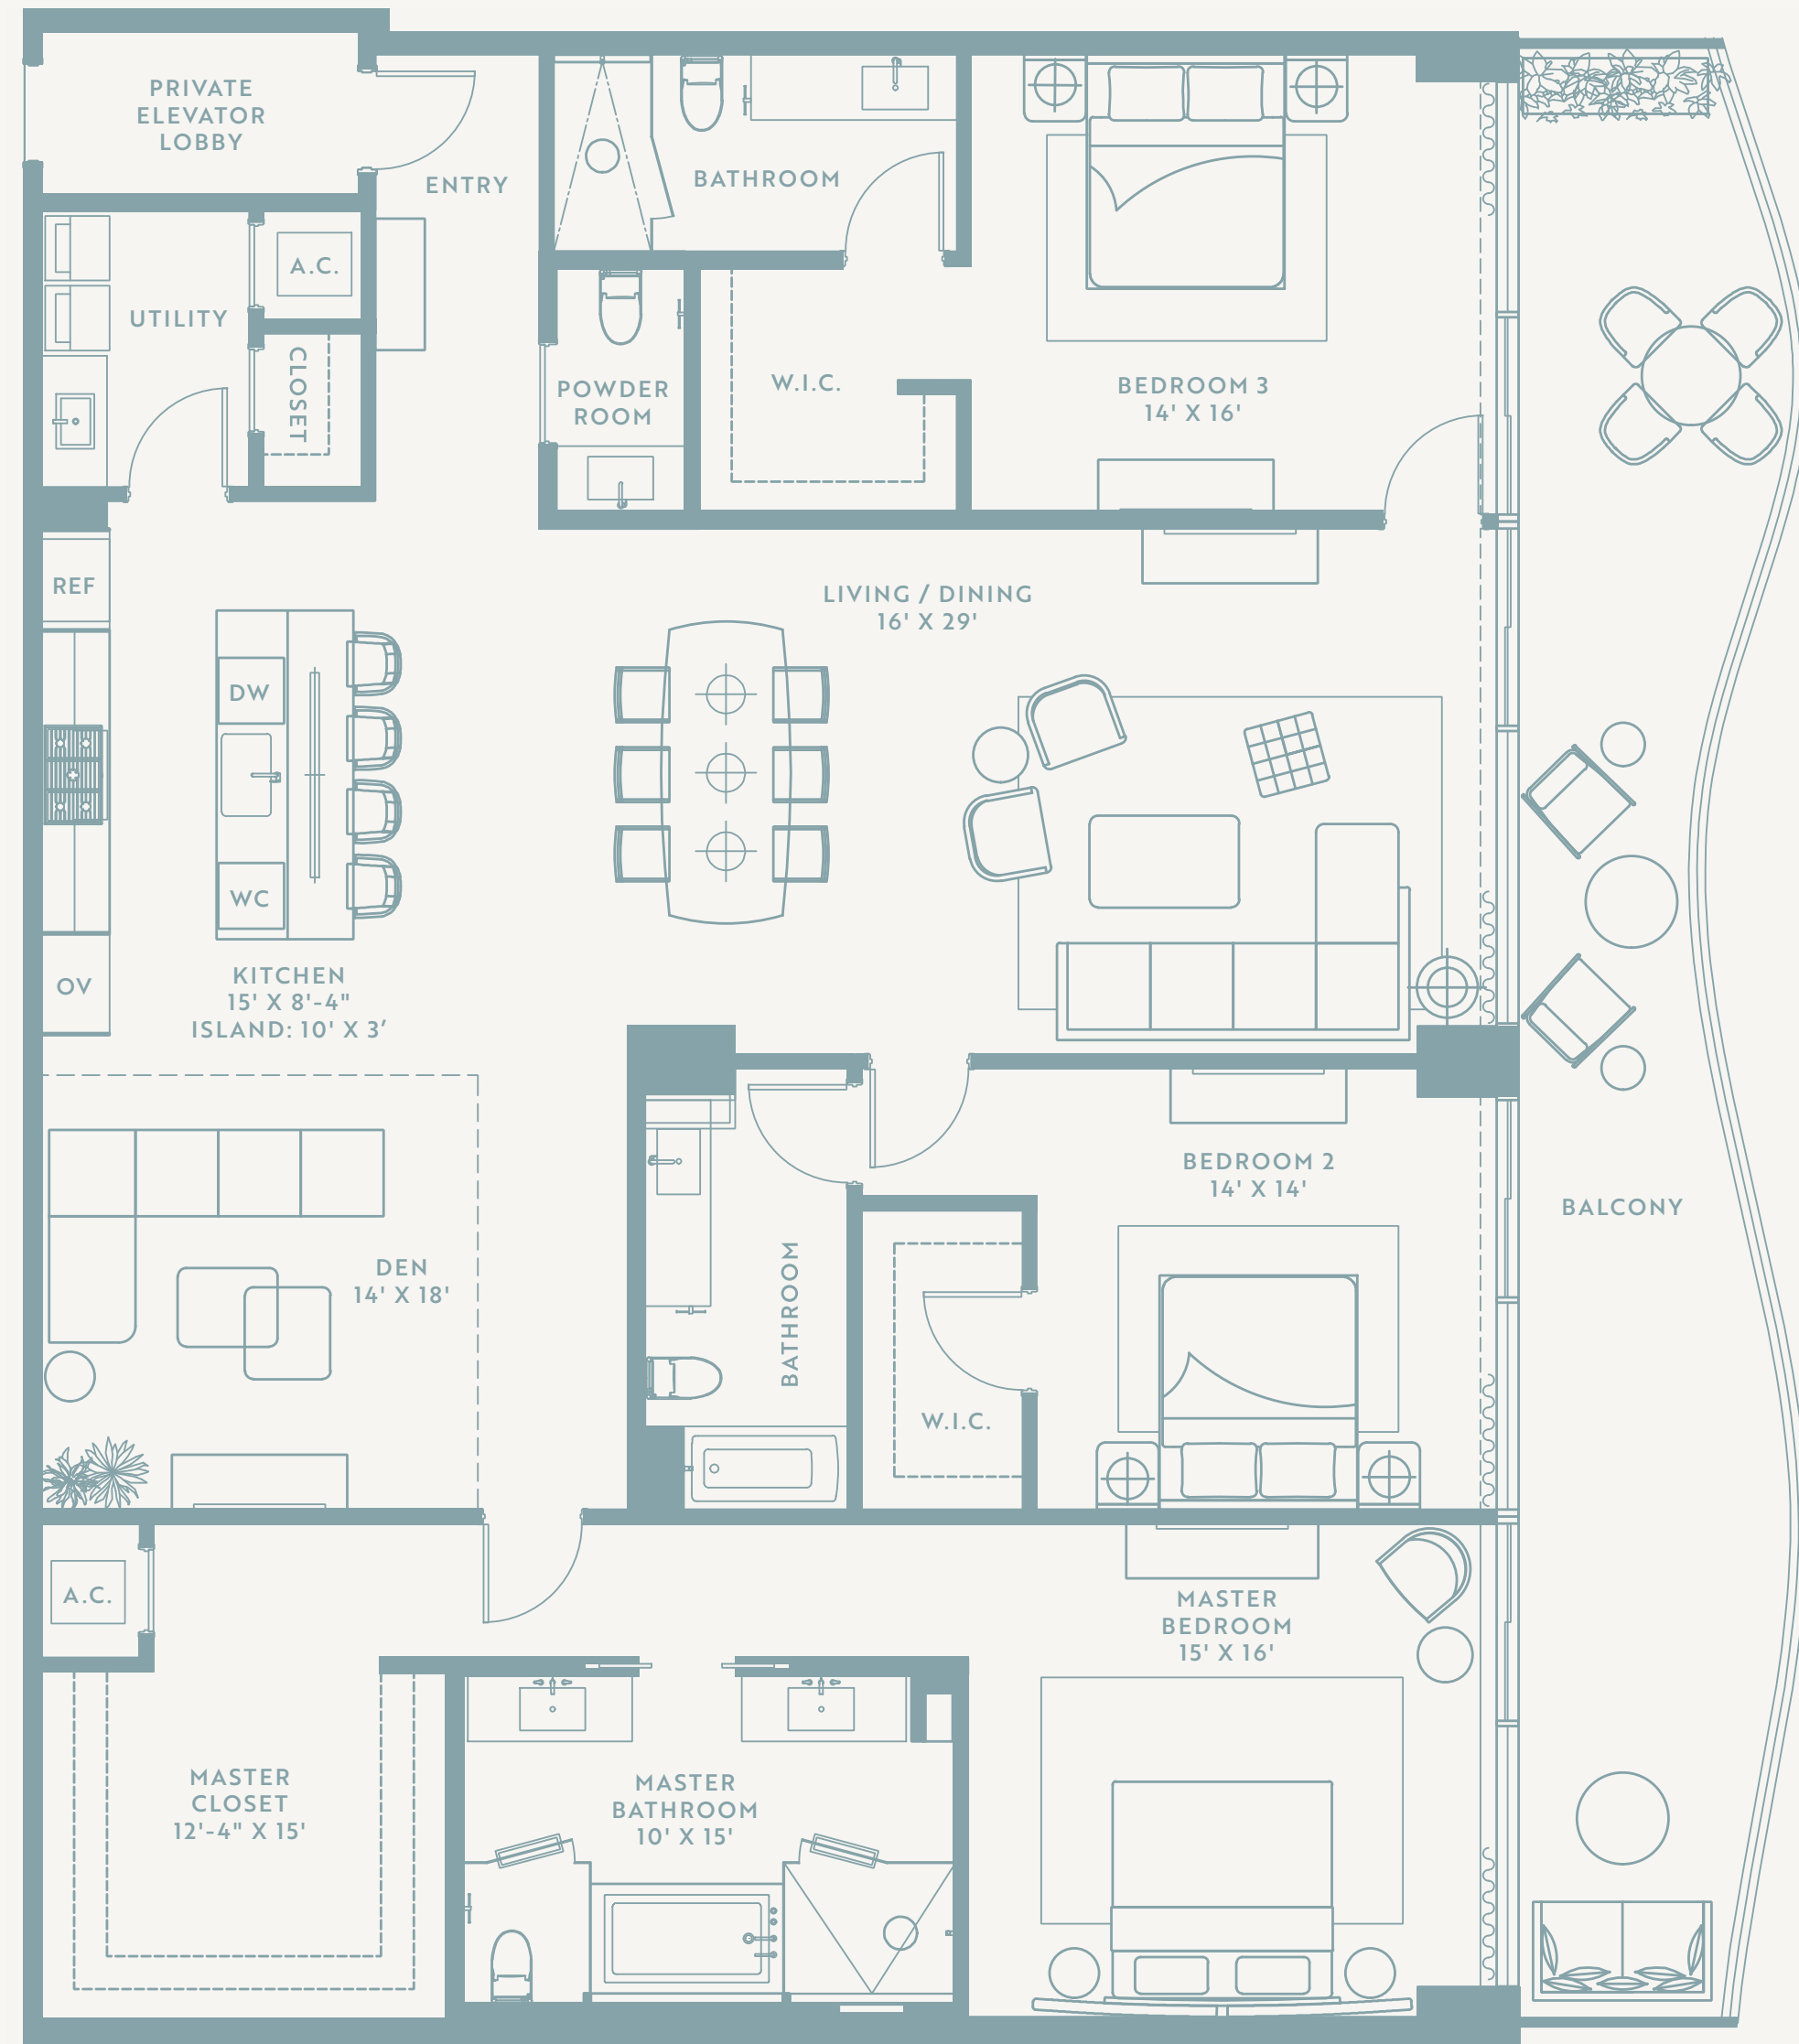 PRIVATE
ELEVATOR
LOBBY
ENTRY
BATHROOM
A.C.
UTILITY
CLOSET
POWDER
ROOM
W.I.C.
BEDROOM 3
14' X 16'
REF
LIVING / DINING
16' X 29'
DW
WC
OV
KITCHEN
15' X 8'-4"
ISLAND: 10' X 3’
BEDROOM 2
14' X 14'
BALCONY
DEN
14' X 18'
BATHROOM
W.I.C.
A.C.
MASTER
BEDROOM
15' X 16'
MASTER
CLOSET
12'-4" X 15'
MASTER
BATHROOM
10' X 15'